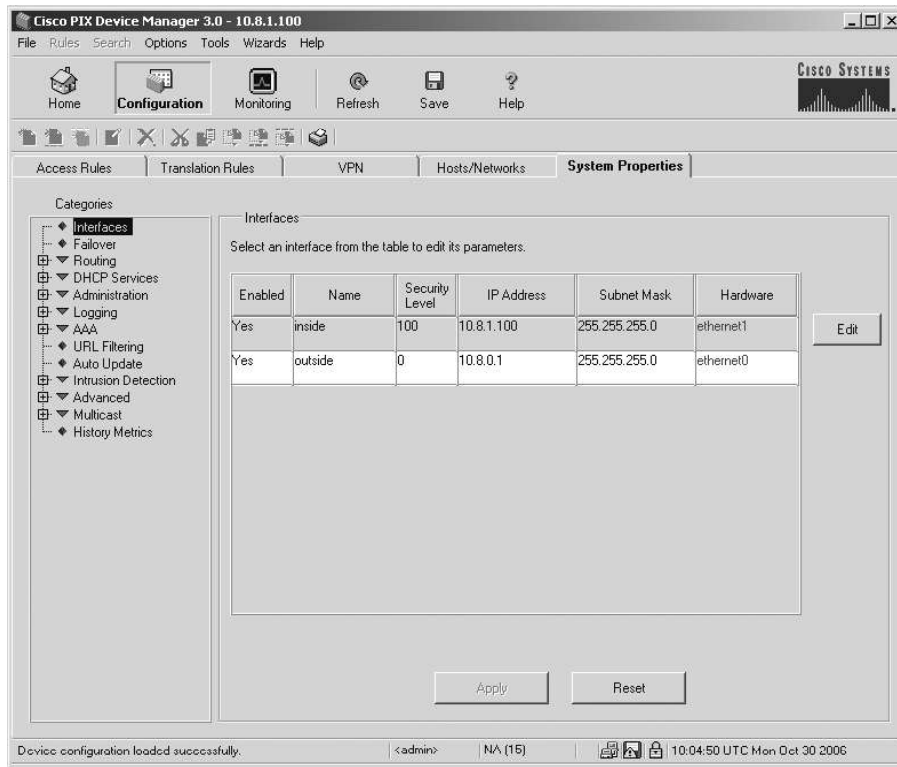 Cisco PIX Device Manager 3.0 - 10.8.1.100
File Rules Search Options Tools Wizards Help
Home Configuration Monitoring Refresh Save Help
CISCO SYSTEMS
Access Rules Translation Rules VPN Hosts/Networks System Properties
Categories
Interfaces
Failover
Routing
DHCP Services
Administration
Logging
AAA
URL Filtering
Auto Update
Intrusion Detection
Advanced
Multicast
History Metrics
Interfaces
Select an interface from the table to edit its parameters.
Enabled Name Security Level IP Address Subnet Mask Hardware
Yes inside 100 10.8.1.100 255.255.255.0 ethernet1
Yes outside 0 10.8.0.1 255.255.255.0 ethernet0
Edit
Apply Reset
Device configuration loaded successfully. <admin> NA (15) 10:04:50 UTC Mon Oct 30 2006